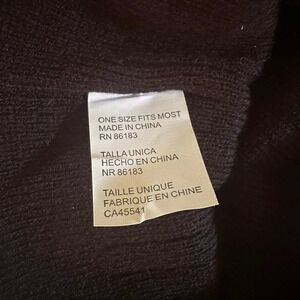 ONE SIZE FITS MOST
MADE IN CHINA
RN 86183
TALLA UNICA
HECHO EN CHINA
NR 86183
TAILLE UNIQUE
FABRIQUE EN CHINE
CA45541